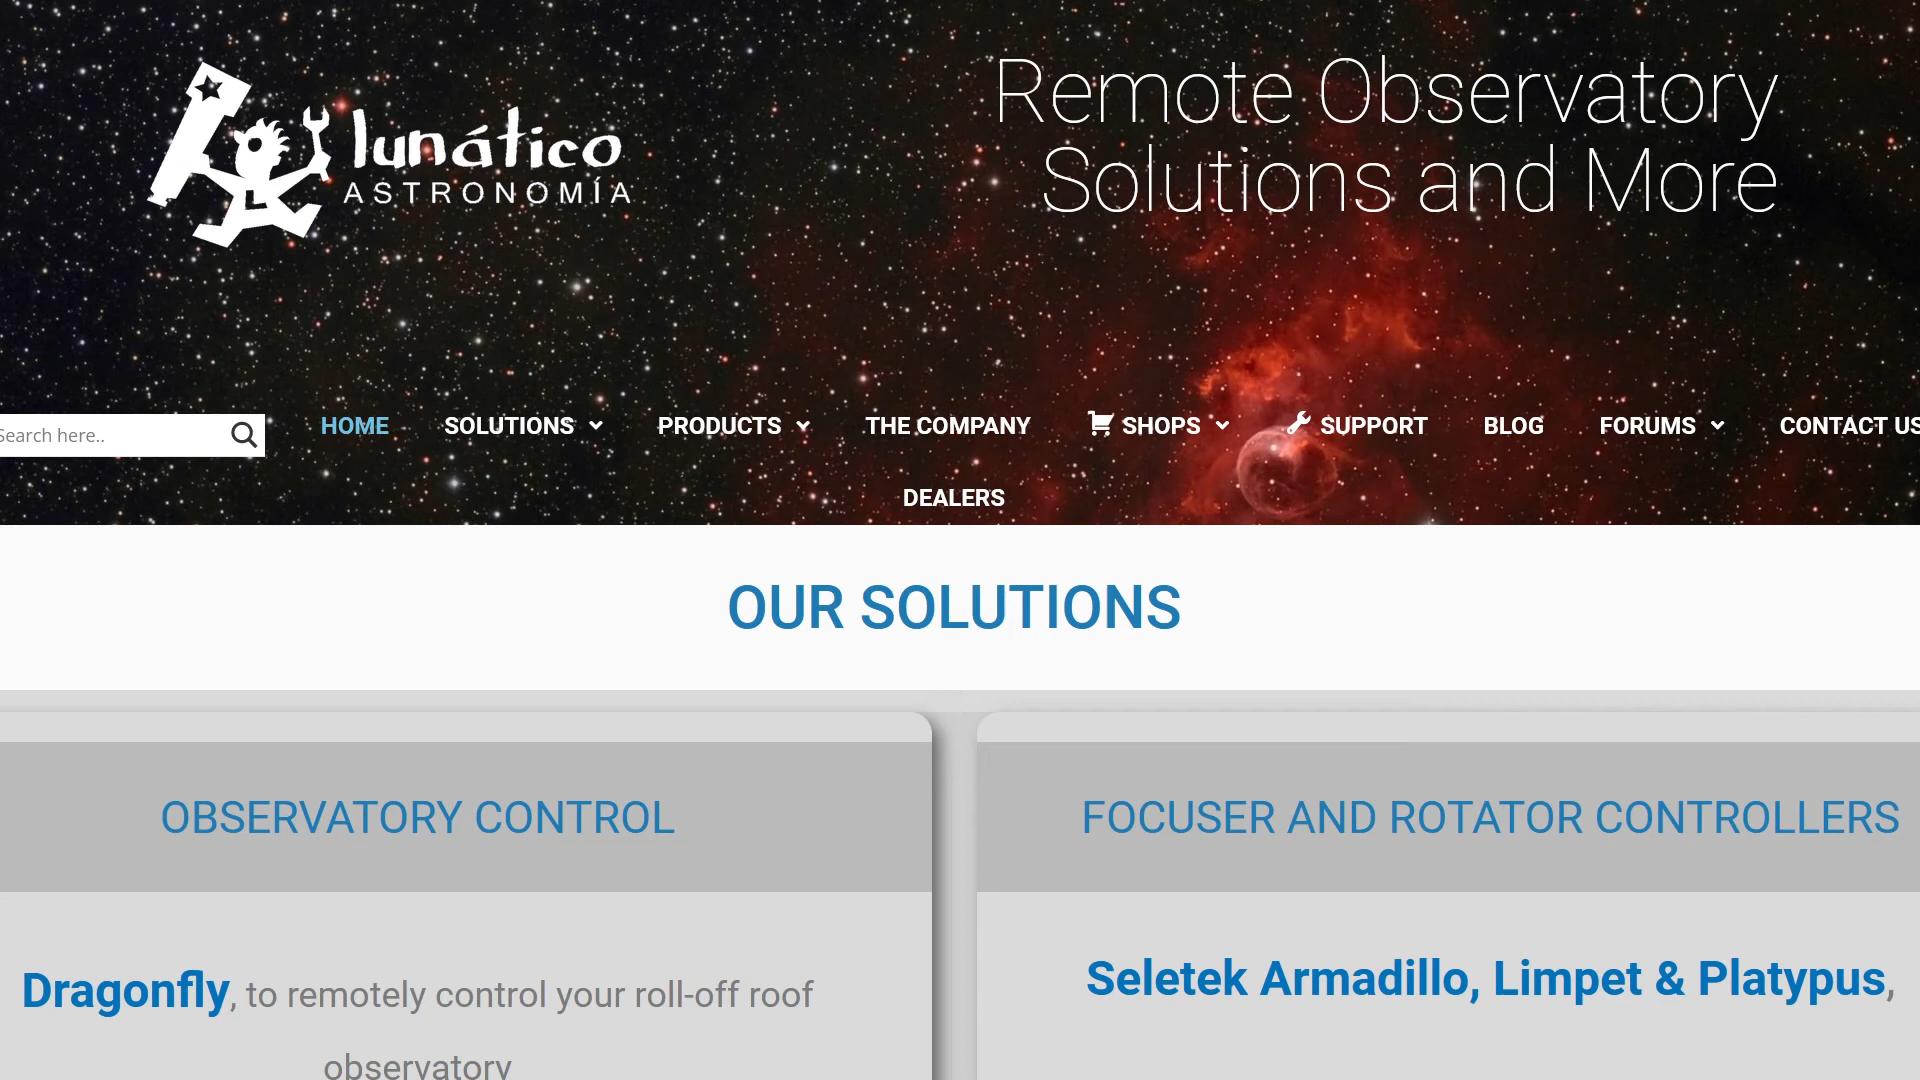 lunático
ASTRONOMÍA
Remote Observatory
Solutions and More
Search here..
HOME
SOLUTIONS
PRODUCTS
THE COMPANY
SHOPS
SUPPORT
BLOG
FORUMS
CONTACT US
DEALERS
OUR SOLUTIONS
OBSERVATORY CONTROL
Dragonfly, to remotely control your roll-off roof
observatory
FOCUSER AND ROTATOR CONTROLLERS
Seletek Armadillo, Limpet & Platypus,